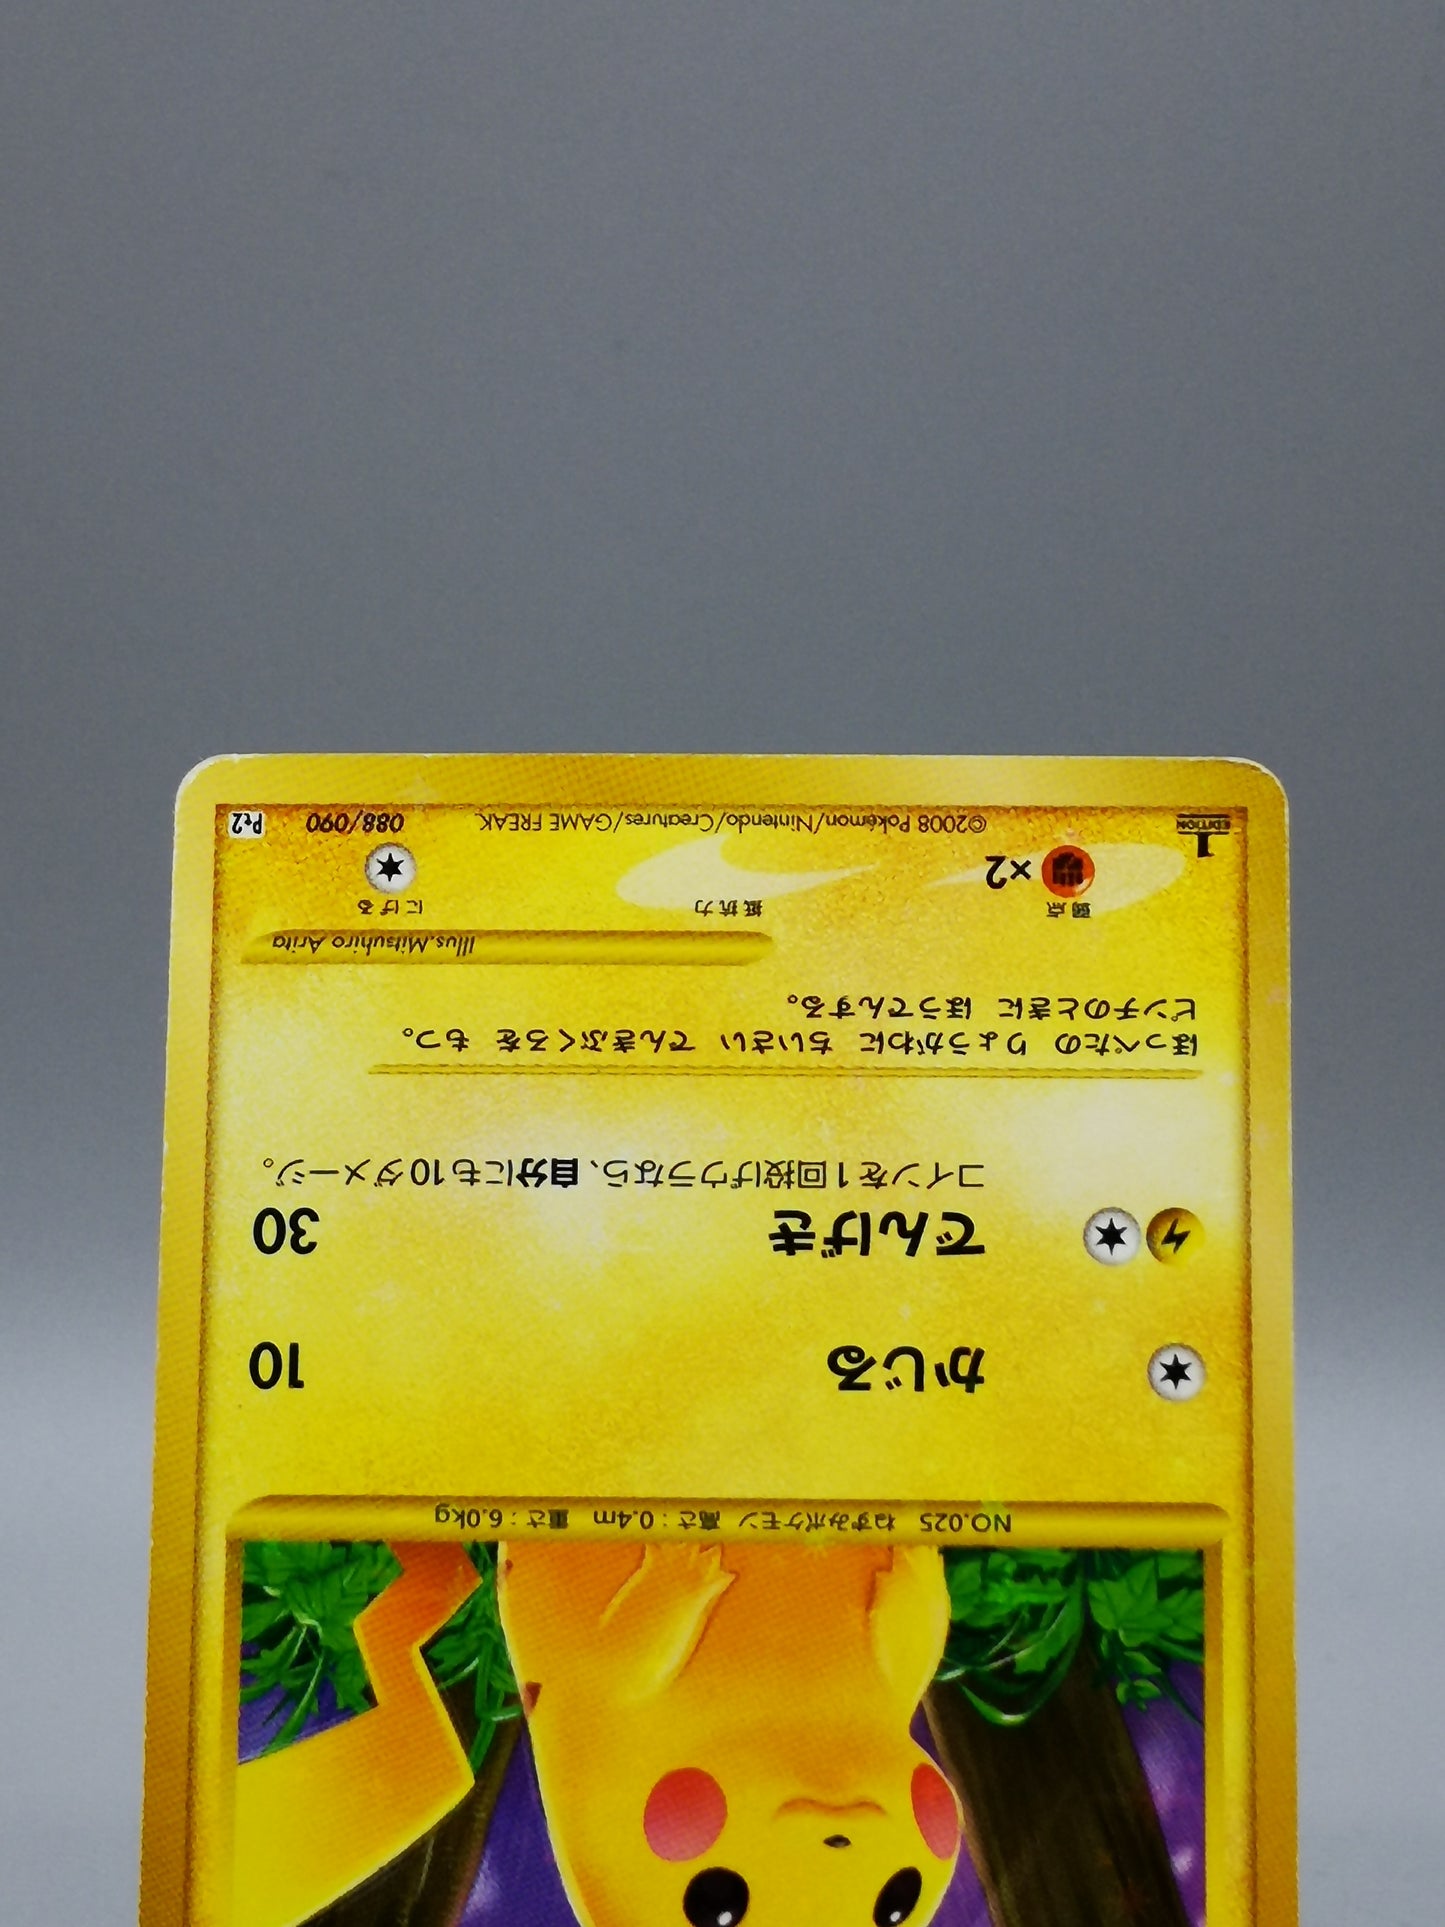 NO.025 ねずみポケモン 高さ:0.4m 重さ:6.0kg
かじる 10
でんげき 30
コインを1回投げウラなら、自分にも10ダメージ。
ほっぺたの りょうがわに ちいさい でんきぶくろを もつ。
ピンチのときに ほうでんする。
Illus.Mitsuhiro Arita
弱点 抵抗力 にげる
×2
1 EDITION
©2008 Pokémon/Nintendo/Creatures/GAME FREAK. 088/090 Pt2